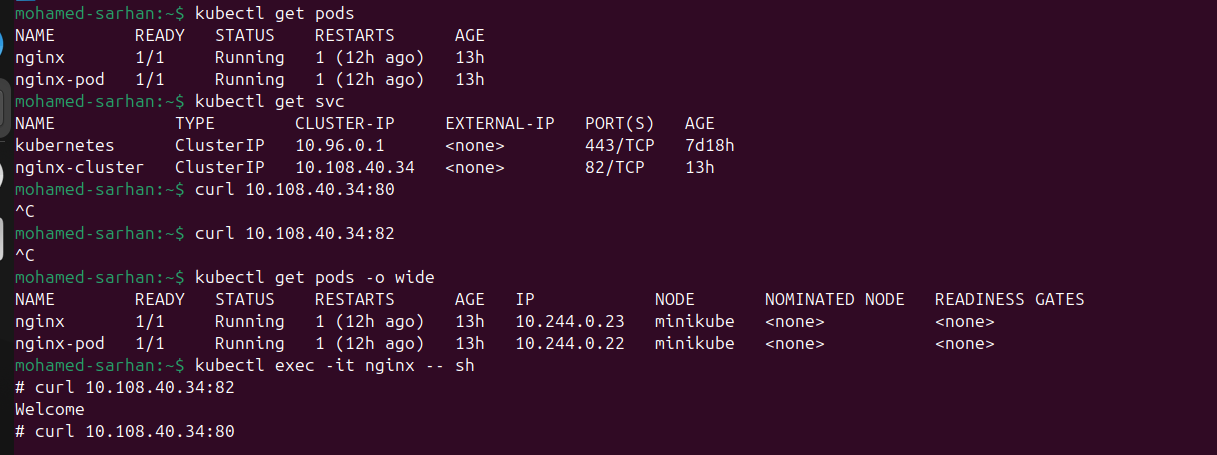 mohamed-sarhan:~$ kubectl get pods
NAME        READY   STATUS    RESTARTS      AGE
nginx       1/1     Running   1 (12h ago)   13h
nginx-pod   1/1     Running   1 (12h ago)   13h
mohamed-sarhan:~$ kubectl get svc
NAME            TYPE        CLUSTER-IP     EXTERNAL-IP   PORT(S)   AGE
kubernetes      ClusterIP   10.96.0.1      <none>        443/TCP   7d18h
nginx-cluster   ClusterIP   10.108.40.34   <none>        82/TCP    13h
mohamed-sarhan:~$ curl 10.108.40.34:80
^C
mohamed-sarhan:~$ curl 10.108.40.34:82
^C
mohamed-sarhan:~$ kubectl get pods -o wide
NAME        READY   STATUS    RESTARTS      AGE   IP            NODE       NOMINATED NODE   READINESS GATES
nginx       1/1     Running   1 (12h ago)   13h   10.244.0.23   minikube   <none>           <none>
nginx-pod   1/1     Running   1 (12h ago)   13h   10.244.0.22   minikube   <none>           <none>
mohamed-sarhan:~$ kubectl exec -it nginx -- sh
# curl 10.108.40.34:82
Welcome
# curl 10.108.40.34:80